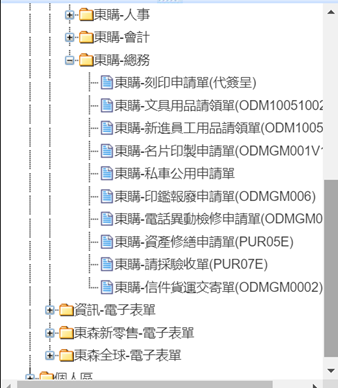 東購-人事
東購-會計
東購-總務
東購-刻印申請單(代簽呈)
東購-文具用品請領單(ODM10051002
東購-新進員工用品請領單(ODM1005
東購-名片印製申請單(ODMGM001V1
東購-私車公用申請單
東購-印鑑報廢申請單(ODMGM006)
東購-電話異動檢修申請單(ODMGM0
東購-資產修繕申請單(PUR05E)
東購-請採驗收單(PUR07E)
東購-信件貨運交寄單(ODMGM0002)
資訊-電子表單
東森新零售-電子表單
東森全球-電子表單
個人區